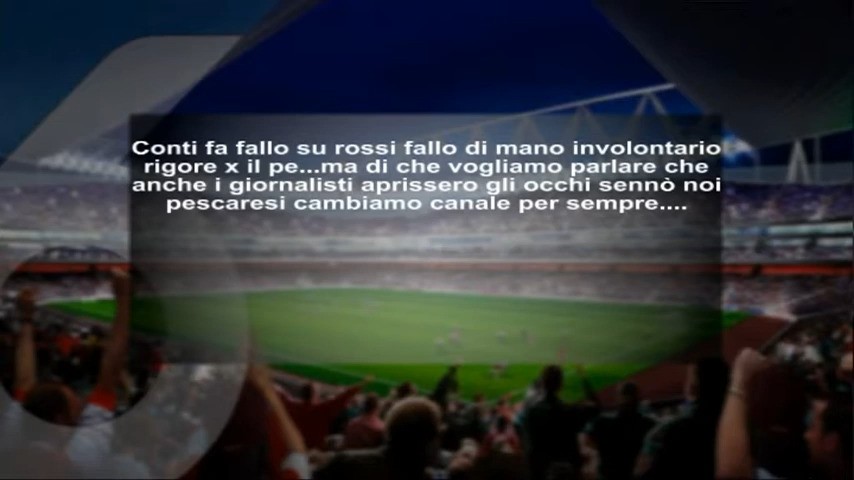 Conti fa fallo su rossi fallo di mano involontario
rigore x il pe...ma di che vogliamo parlare che
anche i giornalisti aprissero gli occhi sennò noi
pescaresi cambiamo canale per sempre....